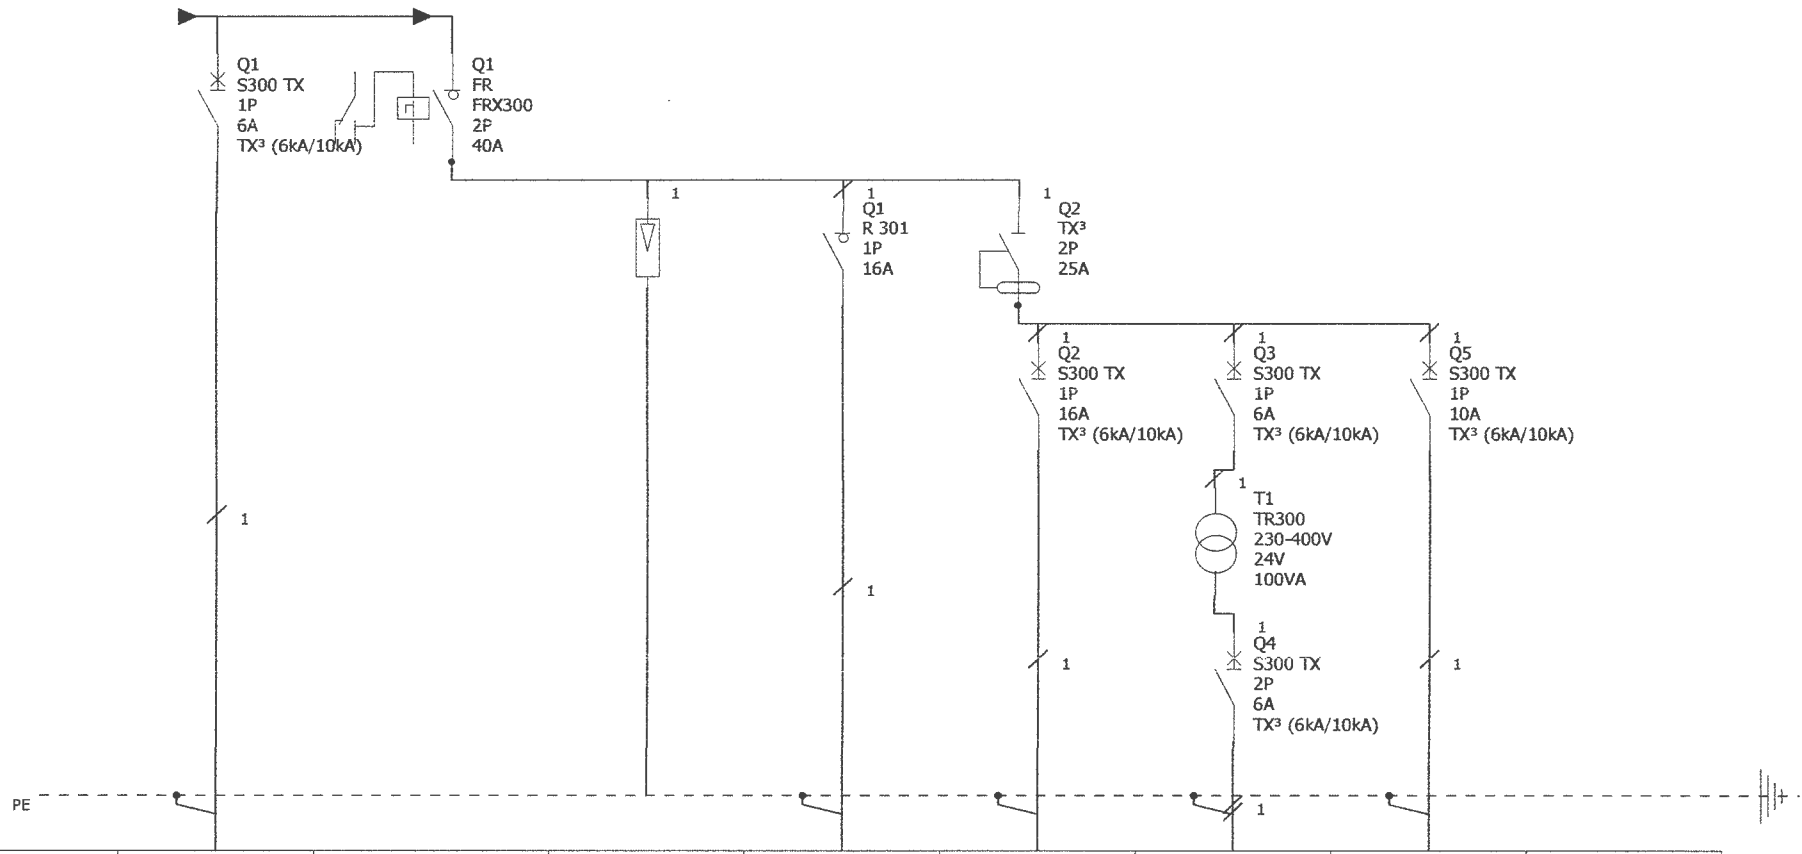 Q1
S300 TX
1P
6A
TX³ (6kA/10kA)
Q1
FR
FRX300
2P
40A
1
1
Q1
R 301
1P
16A
1
Q2
TX³
2P
25A
1
Q2
S300 TX
1P
16A
TX³ (6kA/10kA)
1
Q3
S300 TX
1P
6A
TX³ (6kA/10kA)
1
Q5
S300 TX
1P
10A
TX³ (6kA/10kA)
1
T1
TR300
230-400V
24V
100VA
1
1
1
Q4
S300 TX
2P
6A
TX³ (6kA/10kA)
1
1
PE
1